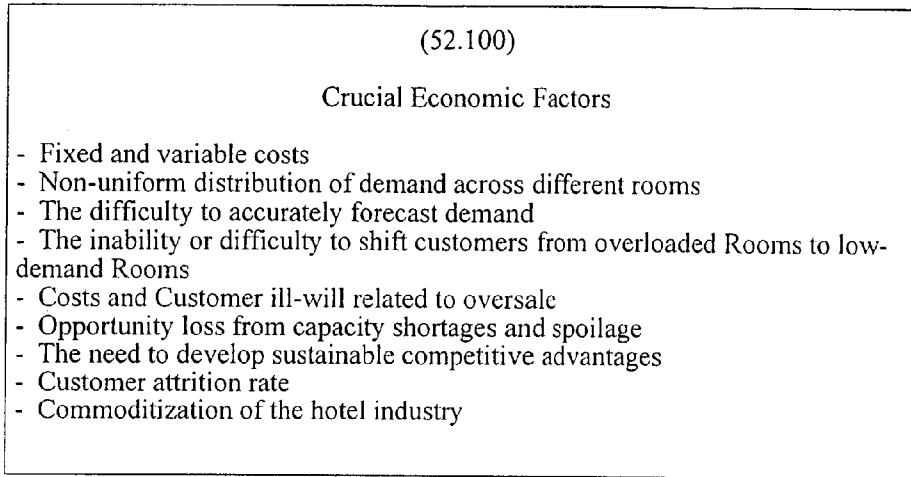 (52.100)
Crucial Economic Factors
- Fixed and variable costs
- Non-uniform distribution of demand across different rooms
- The difficulty to accurately forecast demand
- The inability or difficulty to shift customers from overloaded Rooms to low-
demand Rooms
- Costs and Customer ill-will related to oversale
- Opportunity loss from capacity shortages and spoilage
- The need to develop sustainable competitive advantages
- Customer attrition rate
- Commoditization of the hotel industry